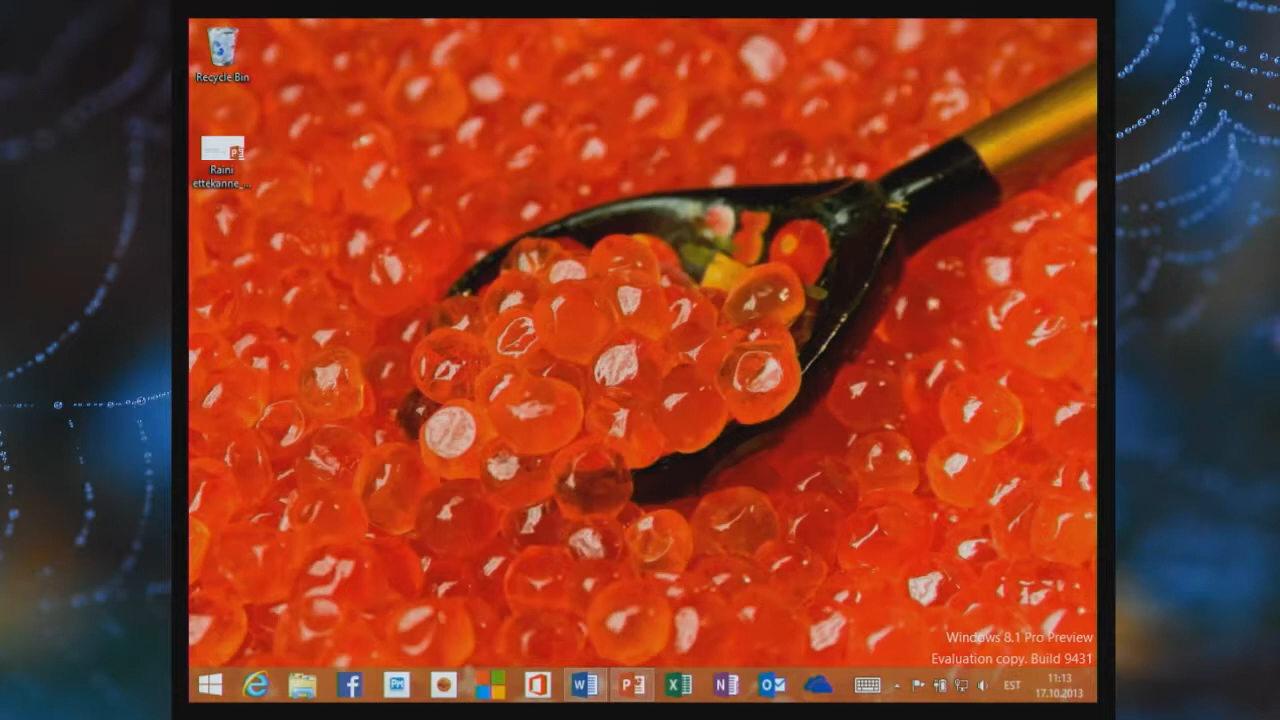 Recycle Bin
Raini
ettekanne_...
Windows 8.1 Pro Preview
Evaluation copy. Build 9431
EST
11:13
17.10.2013